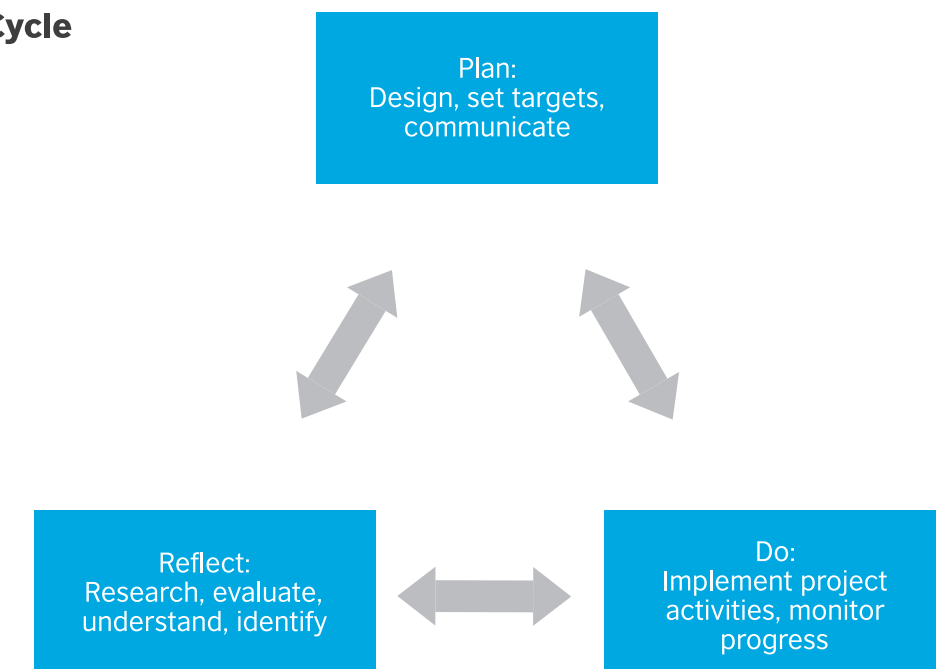 Cycle
Plan:
Design, set targets,
communicate
Reflect:
Research, evaluate,
understand, identify
Do:
Implement project
activities, monitor
progress